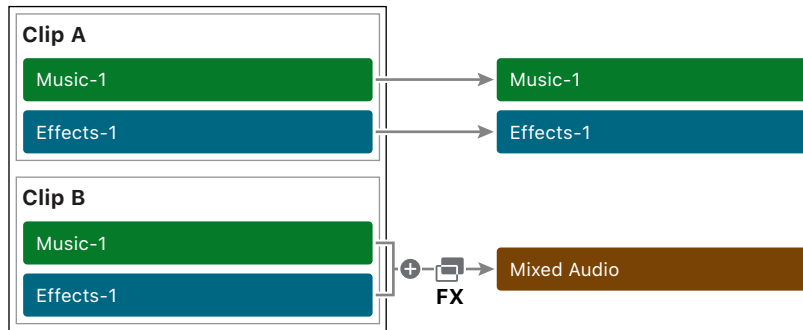 Clip A
Music-1
Music-1
Effects-1
Effects-1
Clip B
Music-1
Effects-1
Mixed Audio
FX